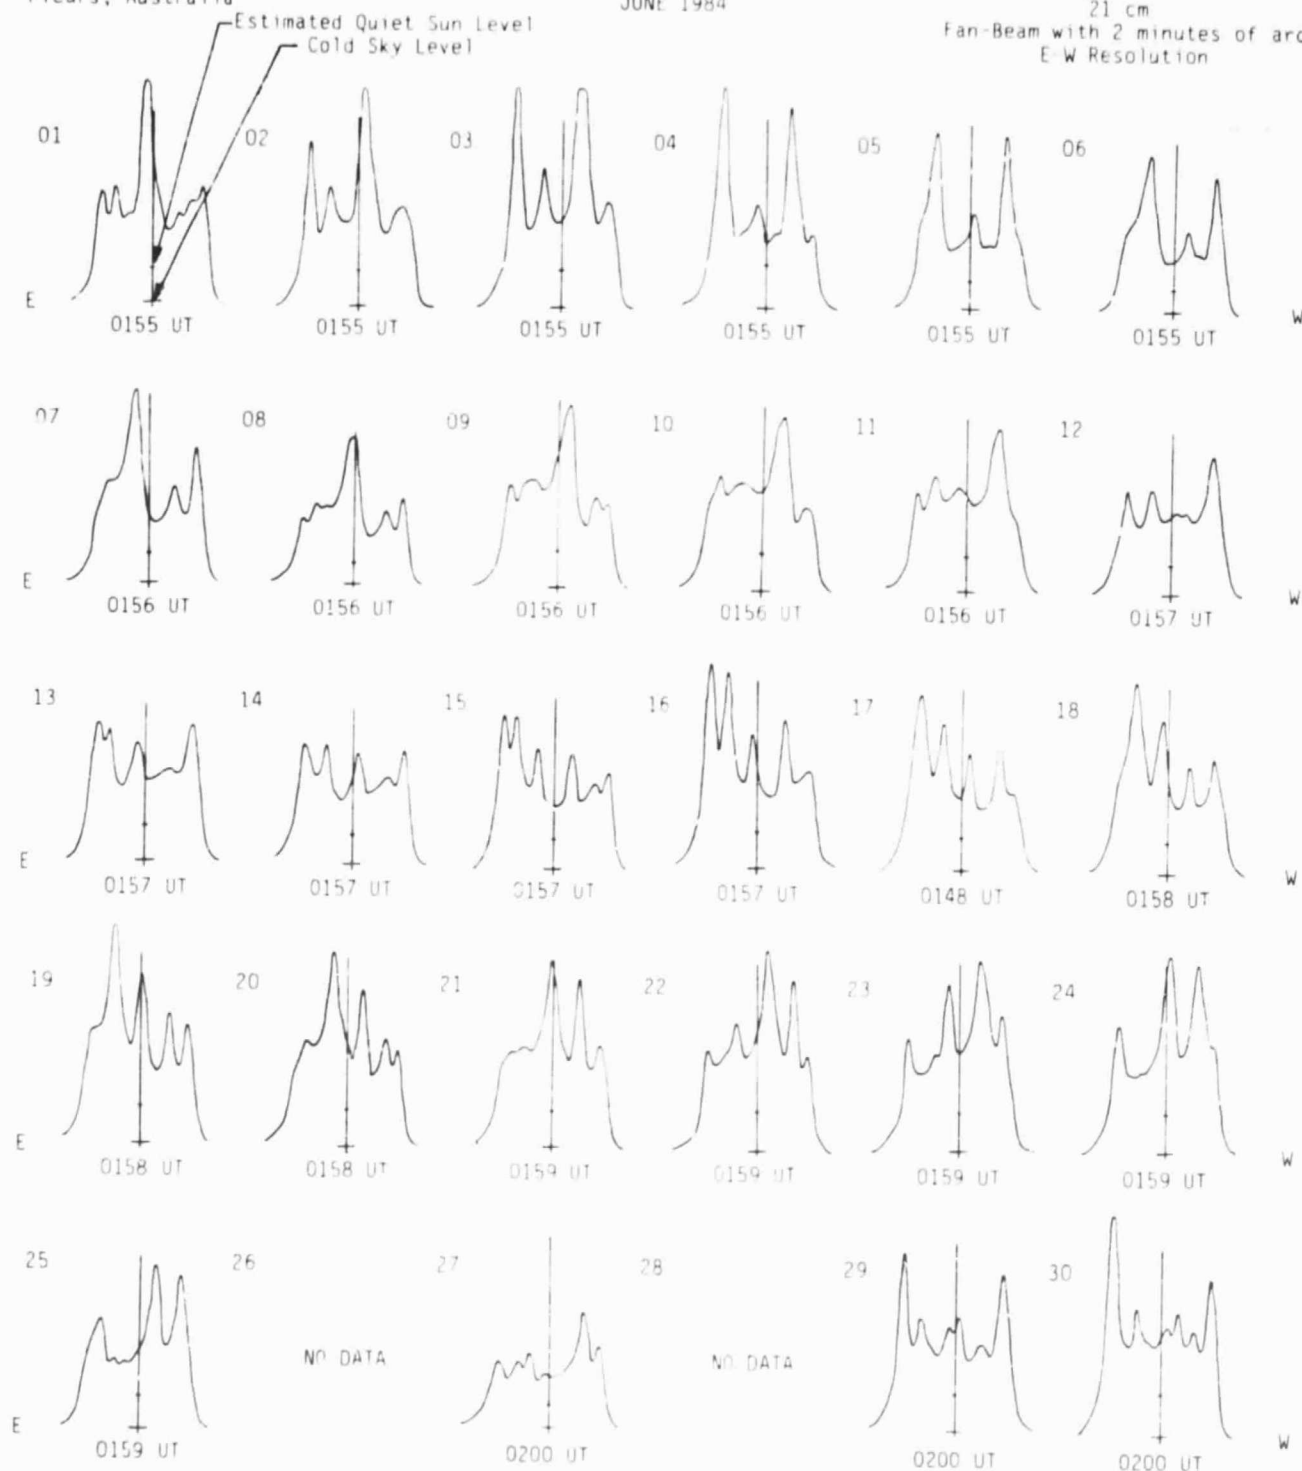 Fleurs, Australia
JUNE 1984
21 cm
Fan-Beam with 2 minutes of arc
E-W Resolution
Estimated Quiet Sun Level
Cold Sky Level
01 02 03 04 05 06
E W
0155 UT 0155 UT 0155 UT 0155 UT 0155 UT 0155 UT
07 08 09 10 11 12
E W
0156 UT 0156 UT 0156 UT 0156 UT 0156 UT 0157 UT
13 14 15 16 17 18
E W
0157 UT 0157 UT 0157 UT 0157 UT 0148 UT 0158 UT
19 20 21 22 23 24
E W
0158 UT 0158 UT 0159 UT 0159 UT 0159 UT 0159 UT
25 26 27 28 29 30
NO DATA NO DATA
E W
0159 UT 0200 UT 0200 UT 0200 UT